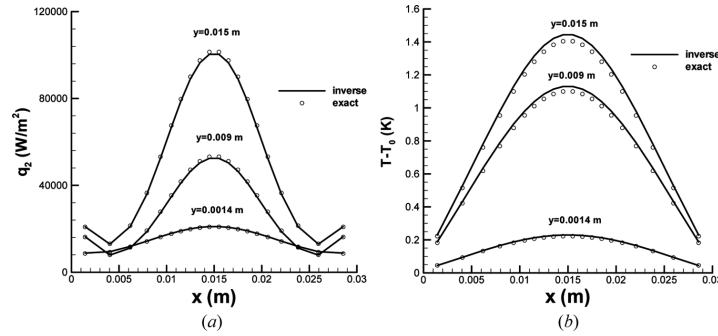 (a)
120000
80000
40000
0
q2 (W/m2)
y=0.015 m
y=0.009 m
y=0.0014 m
inverse
exact
0 0.005 0.01 0.015 0.02 0.025 0.03
x (m)
(a)
(b)
1.6
1.4
1.2
1
0.8
0.6
0.4
0.2
0
T-T0 (K)
y=0.015 m
y=0.009 m
y=0.0014 m
inverse
exact
0 0.005 0.01 0.015 0.02 0.025 0.03
x (m)
(b)